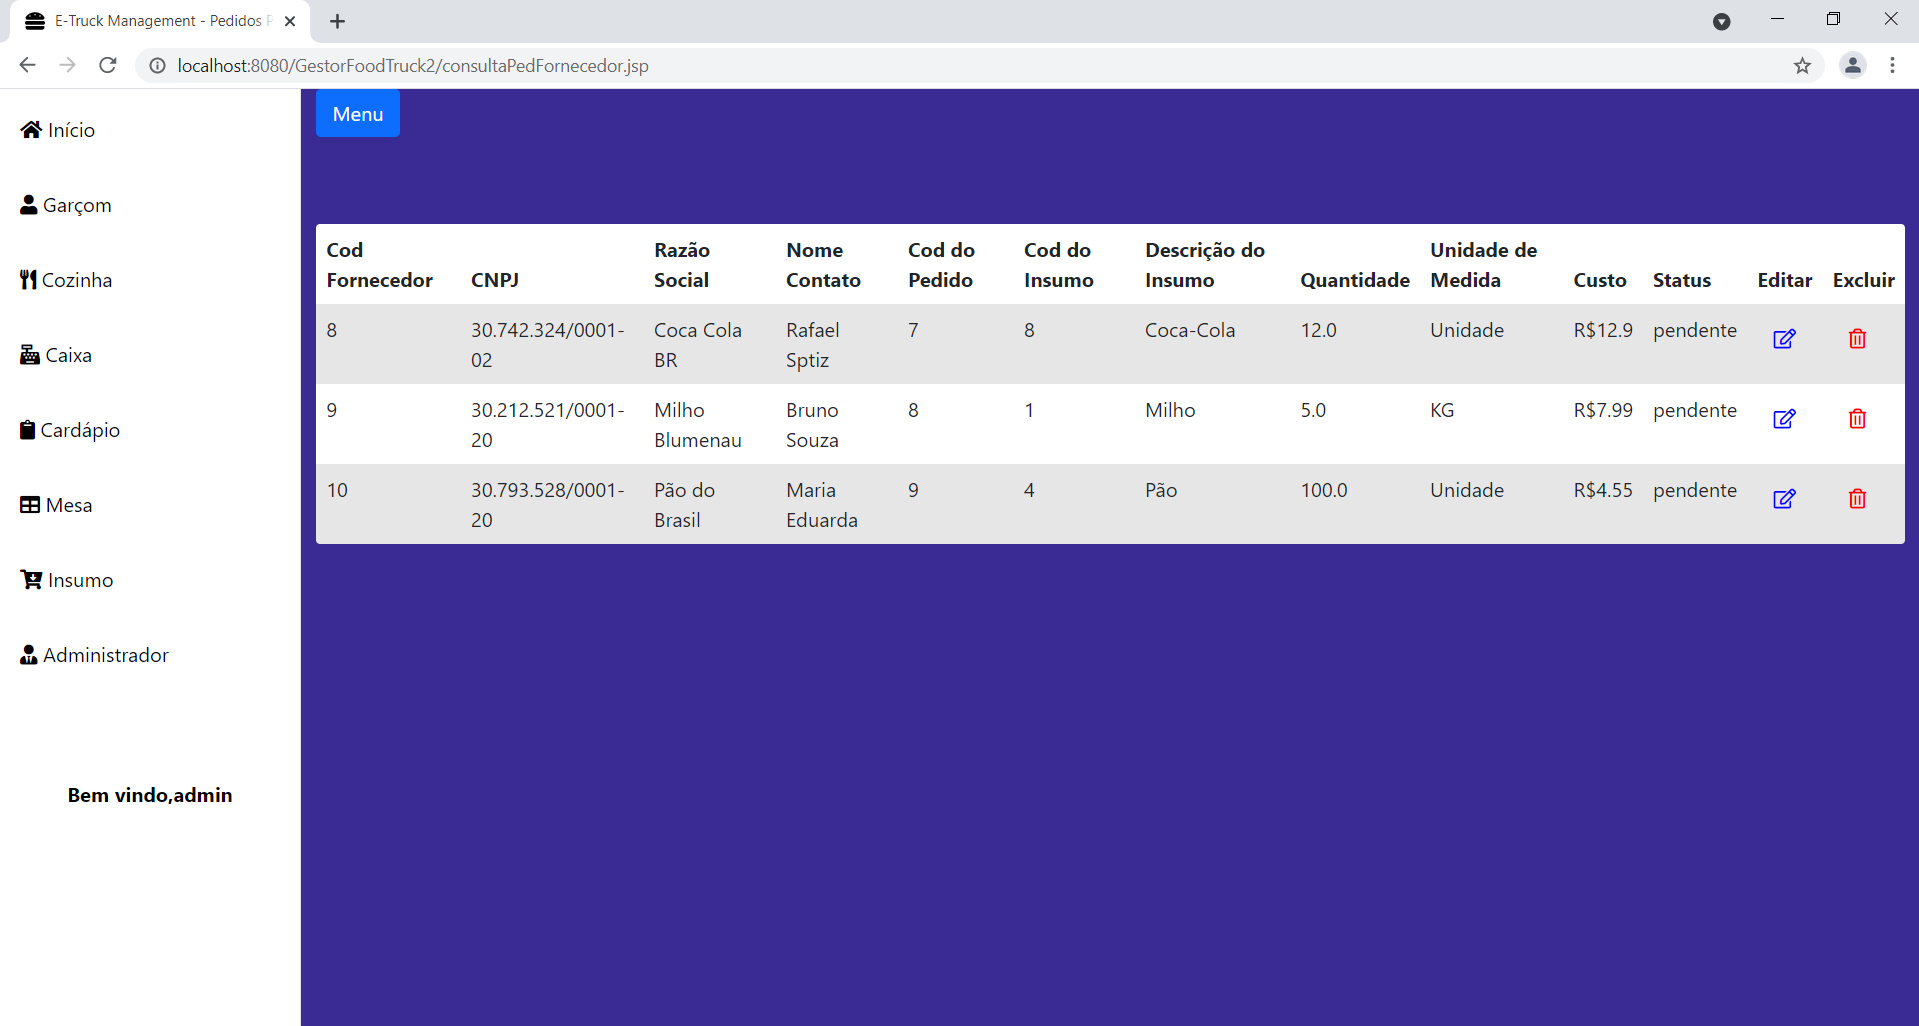 E-Truck Management - Pedidos P
localhost:8080/GestorFoodTruck2/consultaPedFornecedor.jsp
Início
Garçom
Cozinha
Caixa
Cardápio
Mesa
Insumo
Administrador
Bem vindo,admin
Menu
Cod Fornecedor CNPJ Razão Social Nome Contato Cod do Pedido Cod do Insumo Descrição do Insumo Quantidade Unidade de Medida Custo Status Editar Excluir
8 30.742.324/0001-02 Coca Cola BR Rafael Sptiz 7 8 Coca-Cola 12.0 Unidade R$12.9 pendente
9 30.212.521/0001-20 Milho Blumenau Bruno Souza 8 1 Milho 5.0 KG R$7.99 pendente
10 30.793.528/0001-20 Pão do Brasil Maria Eduarda 9 4 Pão 100.0 Unidade R$4.55 pendente